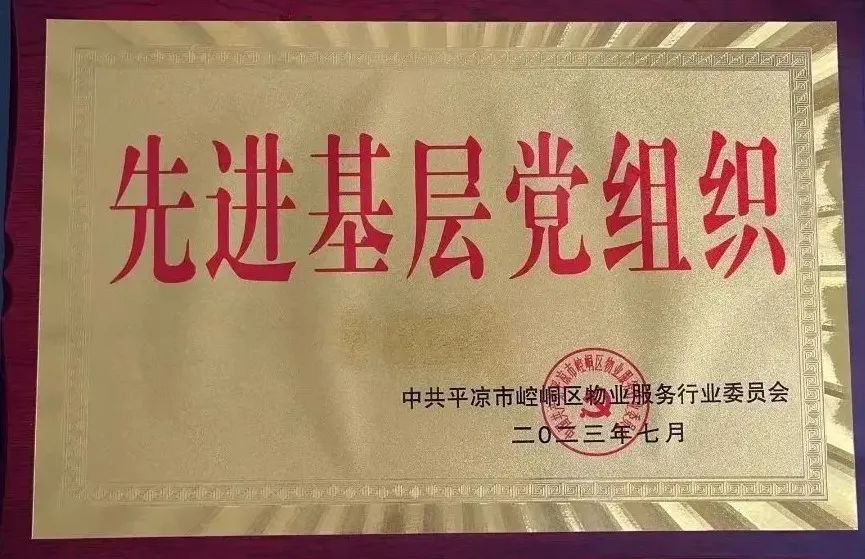 先进基层党组织
中共平凉市崆峒区物业服务行业委员会
二〇二三年七月